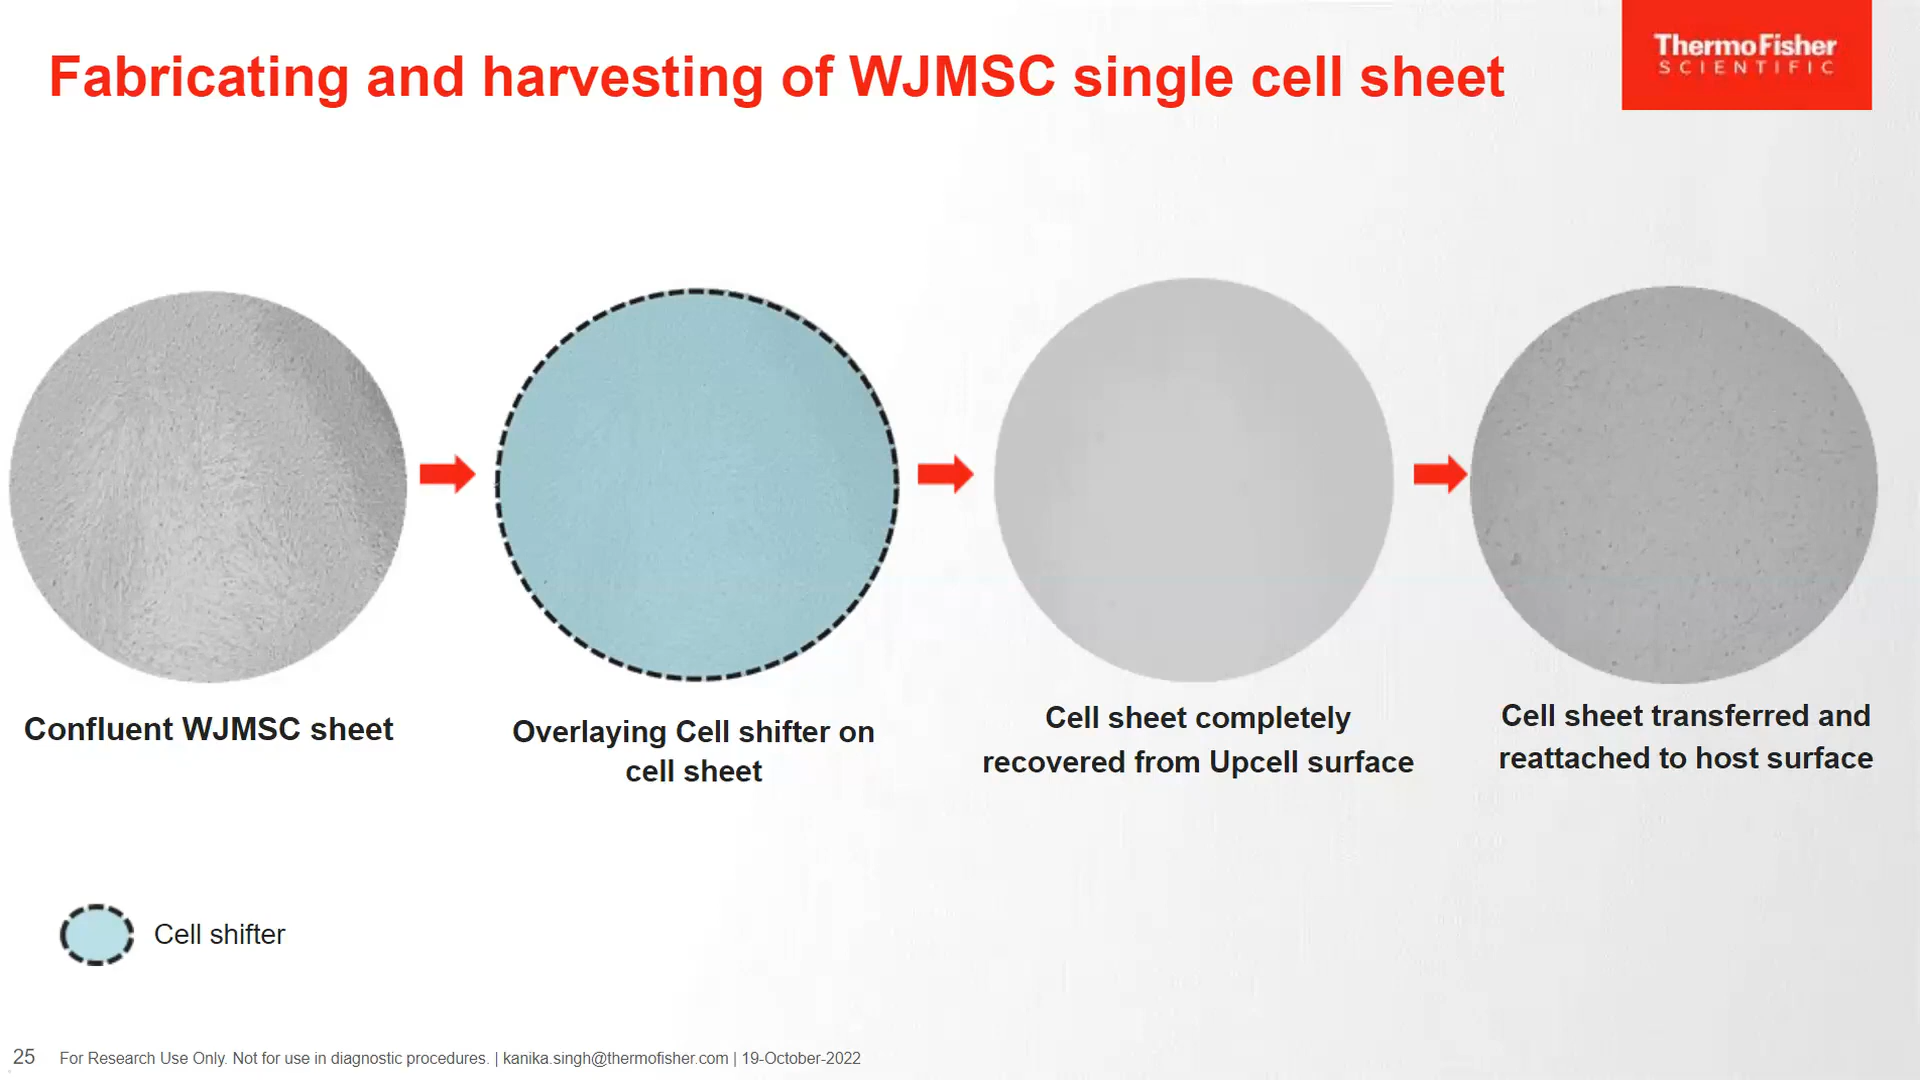 Fabricating and harvesting of WJMSC single cell sheet
ThermoFisher
SCIENTIFIC
Confluent WJMSC sheet
Overlaying Cell shifter on
cell sheet
Cell sheet completely
recovered from Upcell surface
Cell sheet transferred and
reattached to host surface
Cell shifter
25 For Research Use Only. Not for use in diagnostic procedures. | kanika.singh@thermofisher.com | 19-October-2022